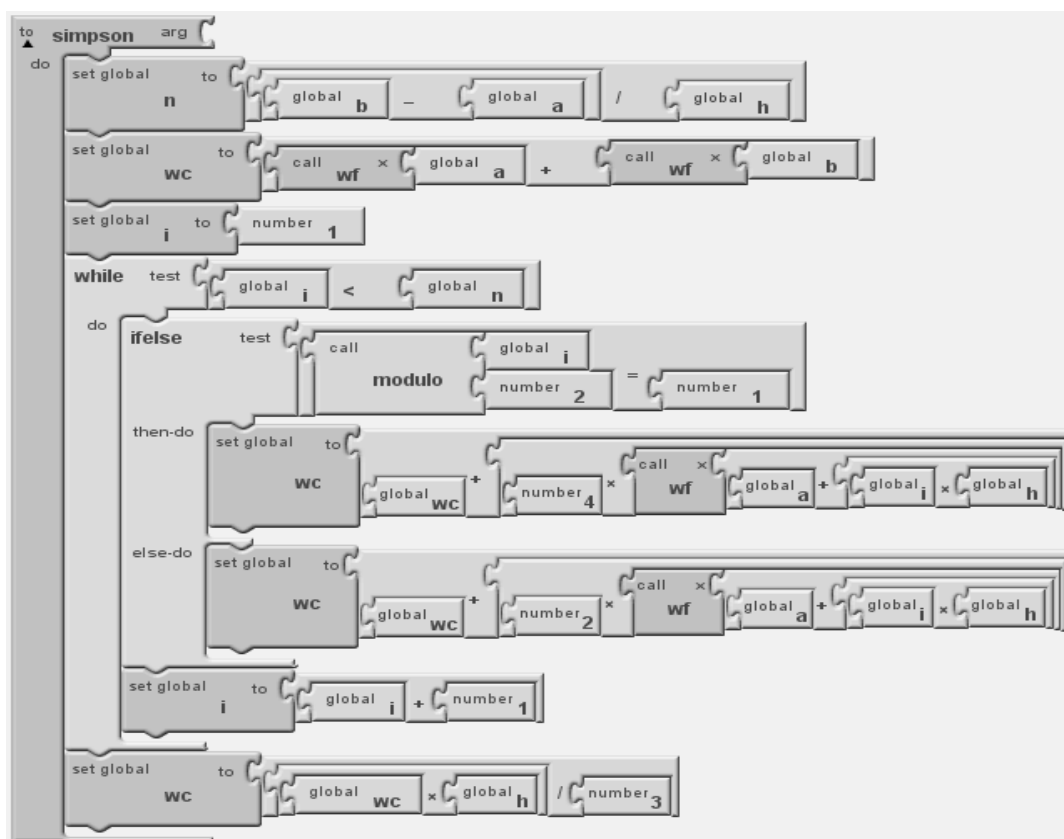 to simpson arg
do set global n to global b - global a / global h
set global wc to call wf × global a + call wf × global b
set global i to number 1
while test global i < global n
do ifelse test call modulo global i number 2 = number 1
then-do set global wc to global wc + number 4 × call wf × global a + global i × global h
else-do set global wc to global wc + number 2 × call wf × global a + global i × global h
set global i to global i + number 1
set global wc to global wc × global h / number 3